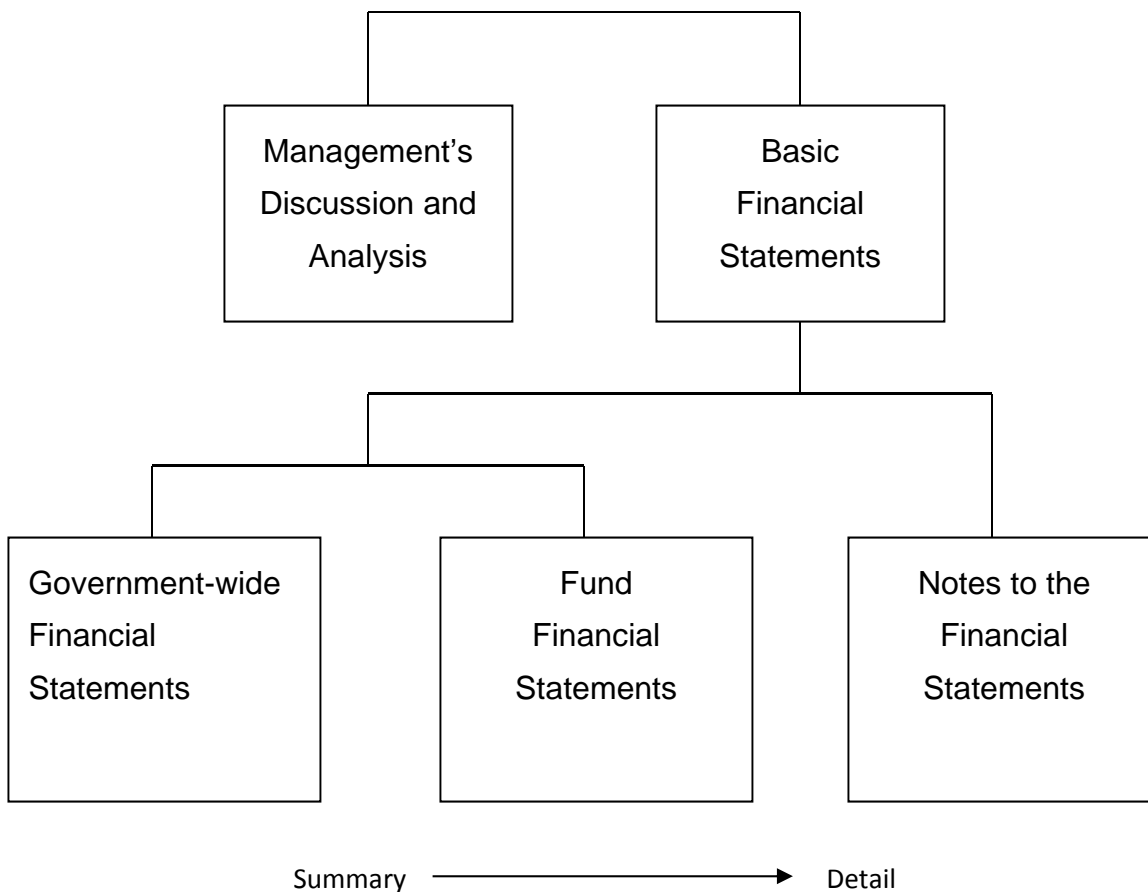 Management’s
Discussion and
Analysis
Basic
Financial
Statements
Government-wide
Financial
Statements
Fund
Financial
Statements
Notes to the
Financial
Statements
Summary
Detail